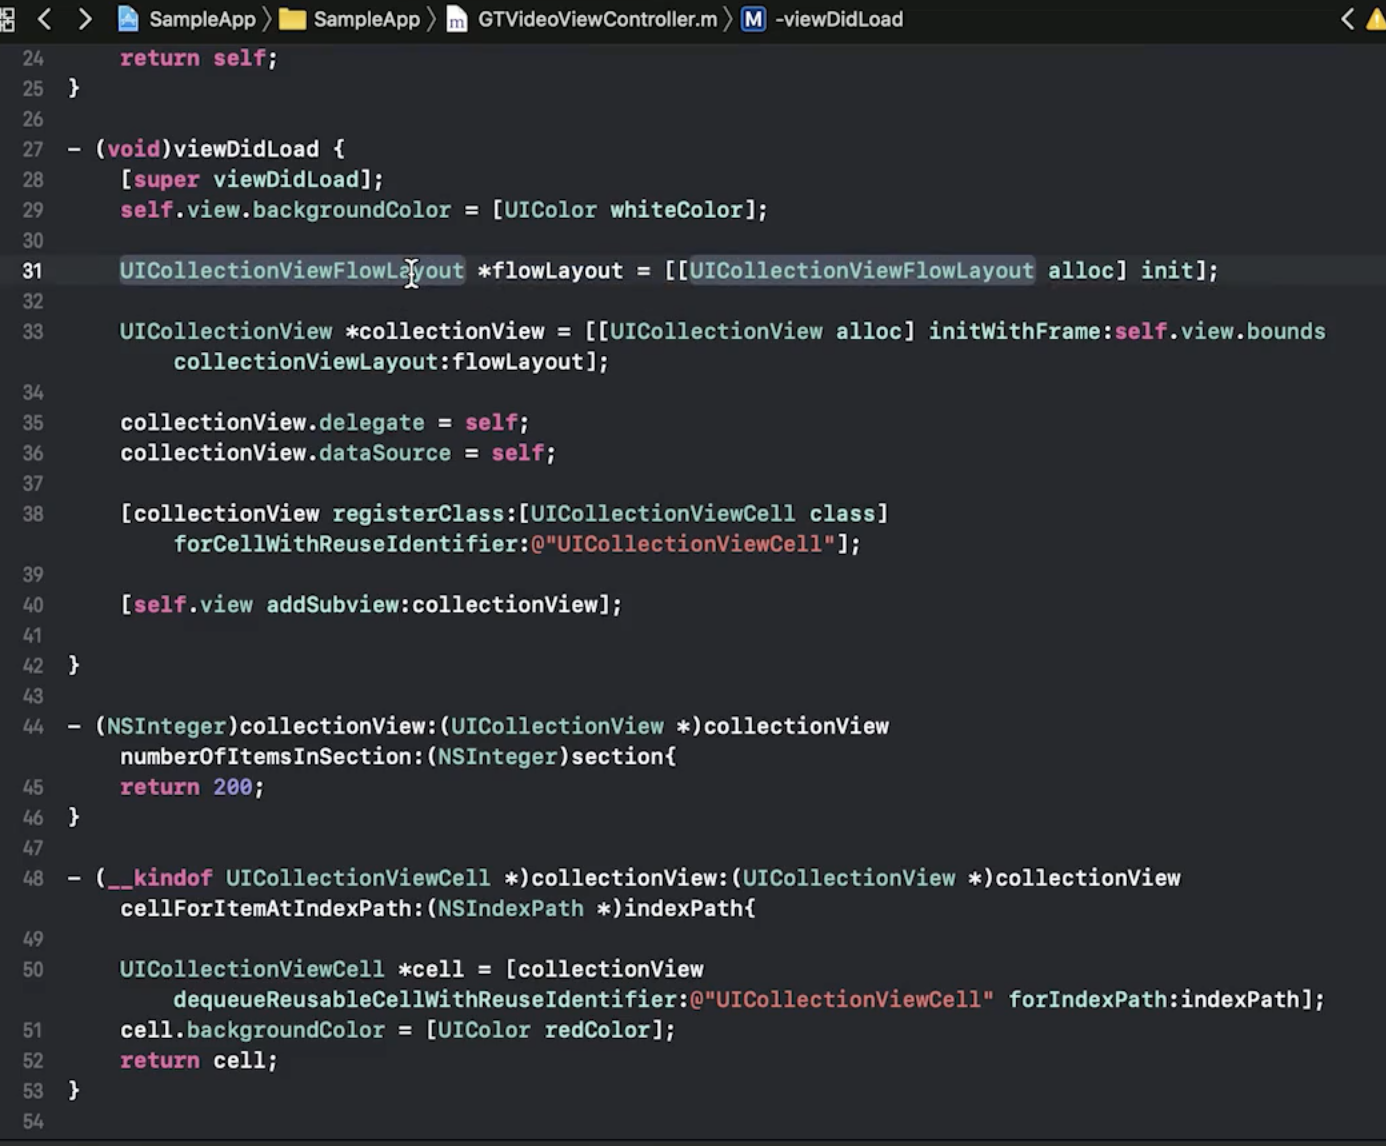 SampleApp 〉 SampleApp 〉 m GTVideoViewController.m 〉 M -viewDidLoad
24 return self;
25 }
26
27 - (void)viewDidLoad {
28 [super viewDidLoad];
29 self.view.backgroundColor = [UIColor whiteColor];
30
31 UICollectionViewFlowLayout *flowLayout = [[UICollectionViewFlowLayout alloc] init];
32
33 UICollectionView *collectionView = [[UICollectionView alloc] initWithFrame:self.view.bounds
collectionViewLayout:flowLayout];
34
35 collectionView.delegate = self;
36 collectionView.dataSource = self;
37
38 [collectionView registerClass:[UICollectionViewCell class]
forCellWithReuseIdentifier:@"UICollectionViewCell"];
39
40 [self.view addSubview:collectionView];
41
42 }
43
44 - (NSInteger)collectionView:(UICollectionView *)collectionView
numberOfItemsInSection:(NSInteger)section{
45 return 200;
46 }
47
48 - (__kindof UICollectionViewCell *)collectionView:(UICollectionView *)collectionView
cellForItemAtIndexPath:(NSIndexPath *)indexPath{
49
50 UICollectionViewCell *cell = [collectionView
dequeueReusableCellWithReuseIdentifier:@"UICollectionViewCell" forIndexPath:indexPath];
51 cell.backgroundColor = [UIColor redColor];
52 return cell;
53 }
54